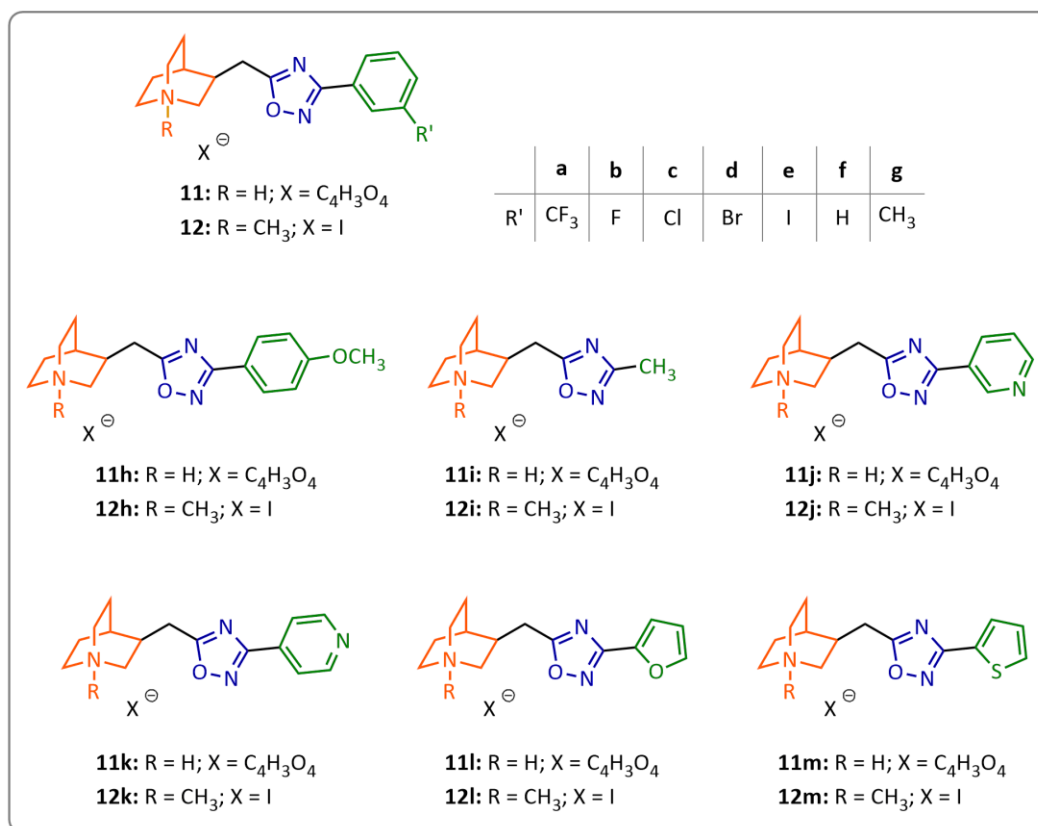 N
N
O–N
R
R'
X ⊖
11: R = H; X = C₄H₃O₄
12: R = CH₃; X = I
a b c d e f g
R' CF₃ F Cl Br I H CH₃
N
N
O–N
OCH₃
R
X ⊖
11h: R = H; X = C₄H₃O₄
12h: R = CH₃; X = I
N
N
O–N
CH₃
R
X ⊖
11i: R = H; X = C₄H₃O₄
12i: R = CH₃; X = I
N
N
O–N
N
R
X ⊖
11j: R = H; X = C₄H₃O₄
12j: R = CH₃; X = I
N
N
O–N
N
R
X ⊖
11k: R = H; X = C₄H₃O₄
12k: R = CH₃; X = I
N
N
O–N
O
R
X ⊖
11l: R = H; X = C₄H₃O₄
12l: R = CH₃; X = I
N
N
O–N
S
R
X ⊖
11m: R = H; X = C₄H₃O₄
12m: R = CH₃; X = I